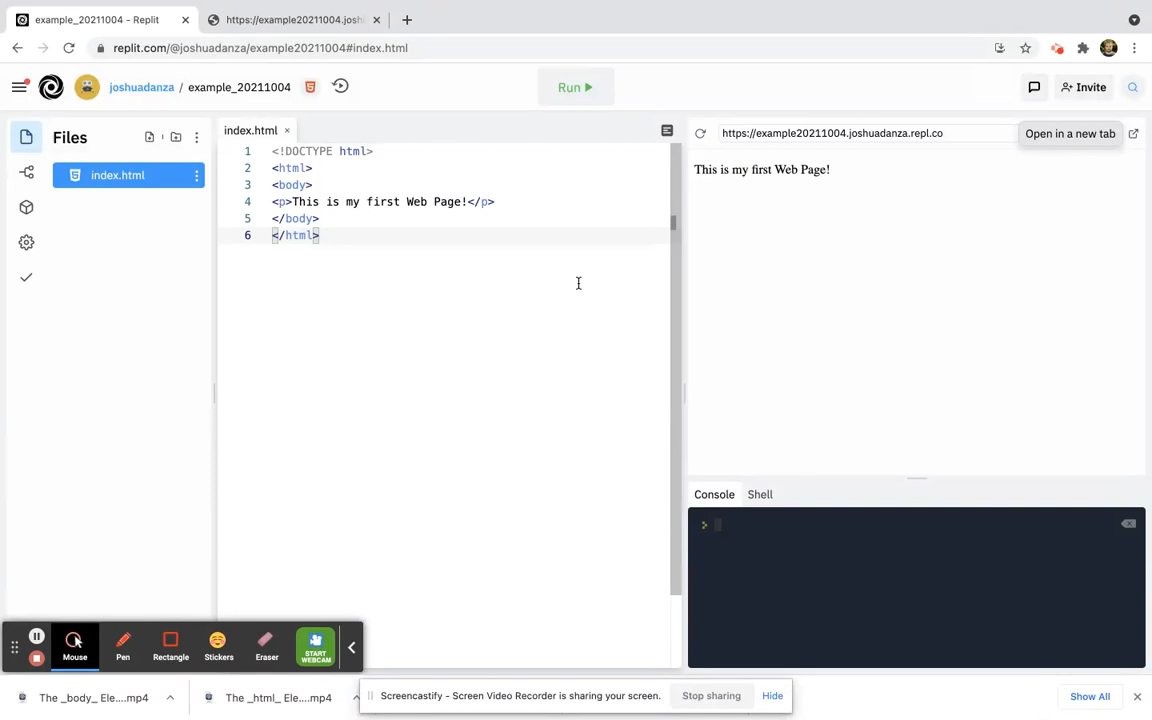 example_20211004 - Replit
https://example20211004.josh
replit.com/@joshuadanza/example20211004#index.html
joshuadanza / example_20211004
Run
Invite
Files
index.html
https://example20211004.joshuadanza.repl.co
Open in a new tab
index.html
1 <!DOCTYPE html>
2 <html>
3 <body>
4 <p>This is my first Web Page!</p>
5 </body>
6 </html>
This is my first Web Page!
Console
Shell
Mouse
Pen
Rectangle
Stickers
Eraser
START WEBCAM
The _body_ Ele....mp4
The _html_ Ele....mp4
Screencastify - Screen Video Recorder is sharing your screen.
Stop sharing
Hide
Show All